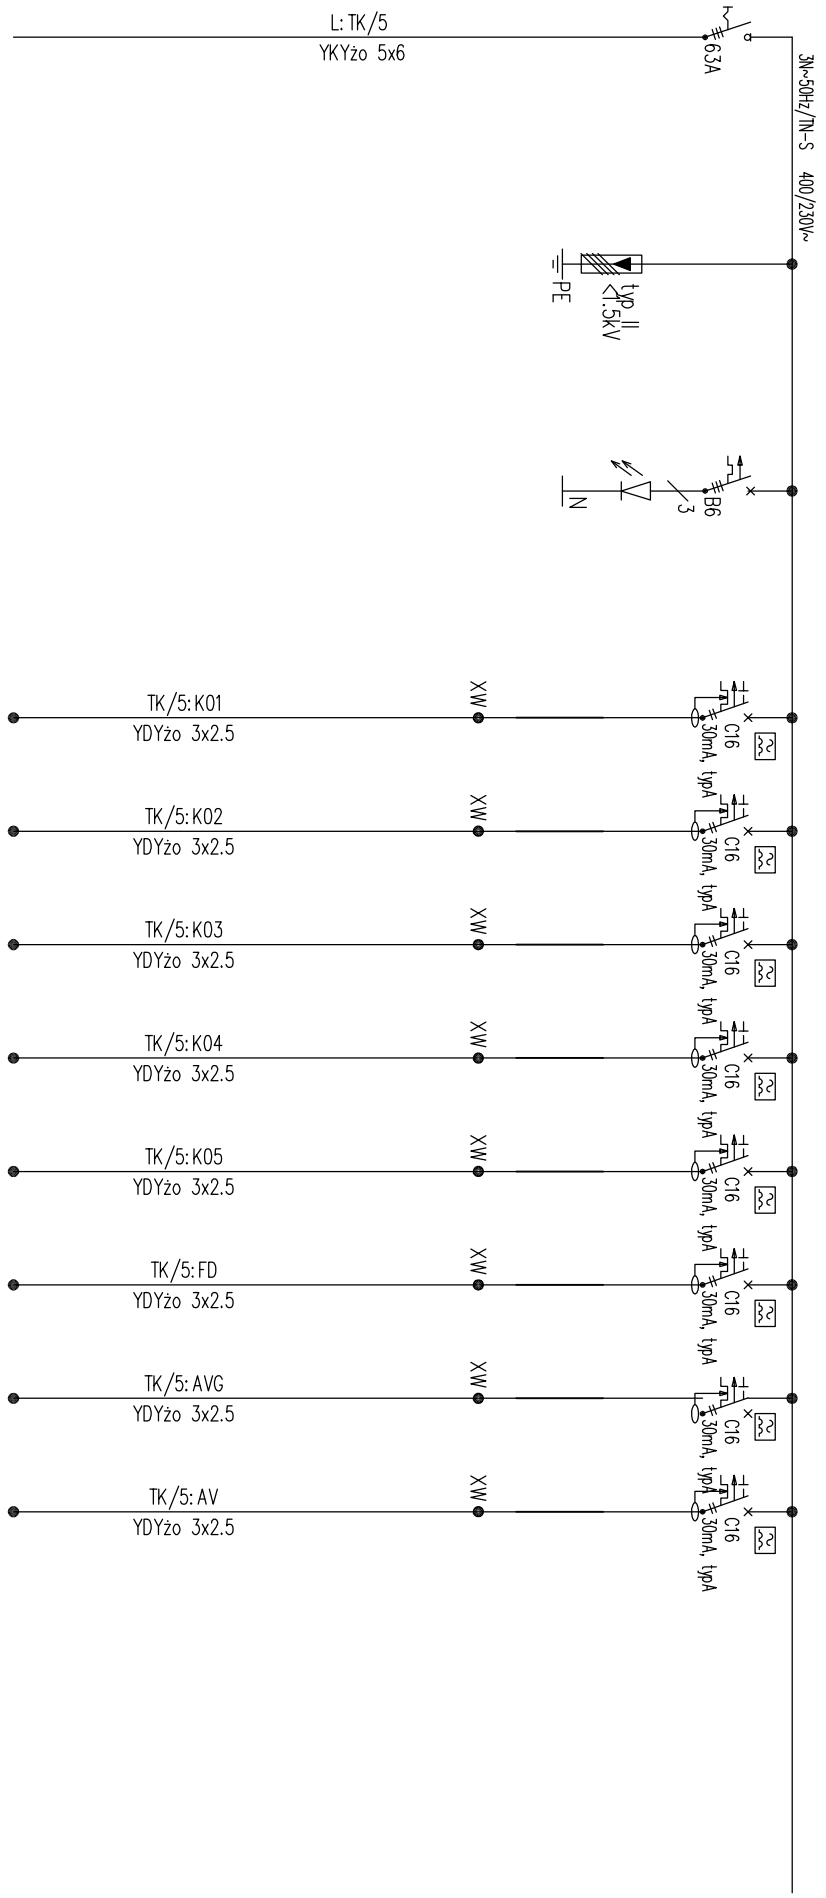 L: TK/5
YKYżo 5x6
63A
3N~50Hz/TN-S 400/230V~
typ II
<1.5kV
PE
B6
3
N
TK/5: K01
YDYżo 3x2.5
XW
C16
30mA, typA
TK/5: K02
YDYżo 3x2.5
XW
C16
30mA, typA
TK/5: K03
YDYżo 3x2.5
XW
C16
30mA, typA
TK/5: K04
YDYżo 3x2.5
XW
C16
30mA, typA
TK/5: K05
YDYżo 3x2.5
XW
C16
30mA, typA
TK/5: FD
YDYżo 3x2.5
XW
C16
30mA, typA
TK/5: AVG
YDYżo 3x2.5
XW
C16
30mA, typA
TK/5: AV
YDYżo 3x2.5
XW
C16
30mA, typA